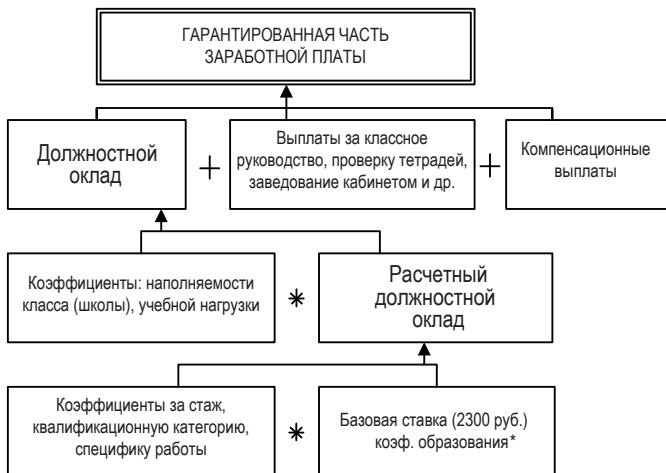 ГАРАНТИРОВАННАЯ ЧАСТЬ
ЗАРАБОТНОЙ ПЛАТЫ
Должностной
оклад
+
Выплаты за классное
руководство, проверку тетрадей,
заведование кабинетом и др.
+
Компенсационные
выплаты
Коэффициенты: наполняемости
класса (школы), учебной нагрузки
*
Расчетный
должностной
оклад
Коэффициенты за стаж,
квалификационную категорию,
специфику работы
*
Базовая ставка (2300 руб.)
коэф. образования*